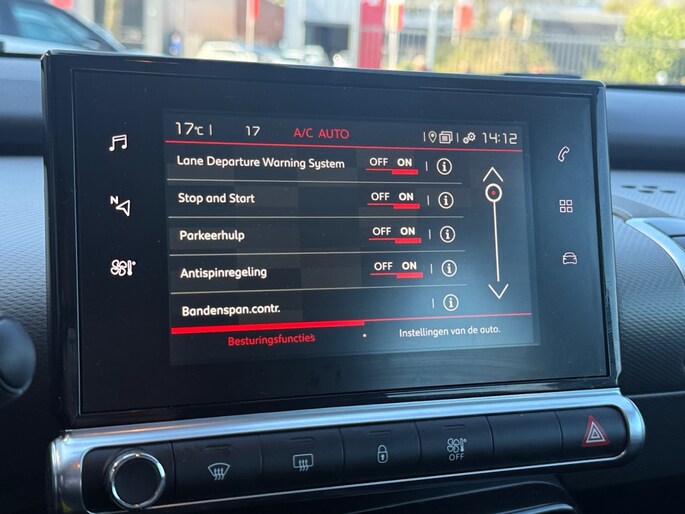 17°C 17 A/C AUTO 14:12
Lane Departure Warning System OFF ON i
Stop and Start OFF ON i
Parkeerhulp OFF ON i
Antispinregeling OFF ON i
Bandenspan.contr. i
Besturingsfuncties Instellingen van de auto.
N
OFF